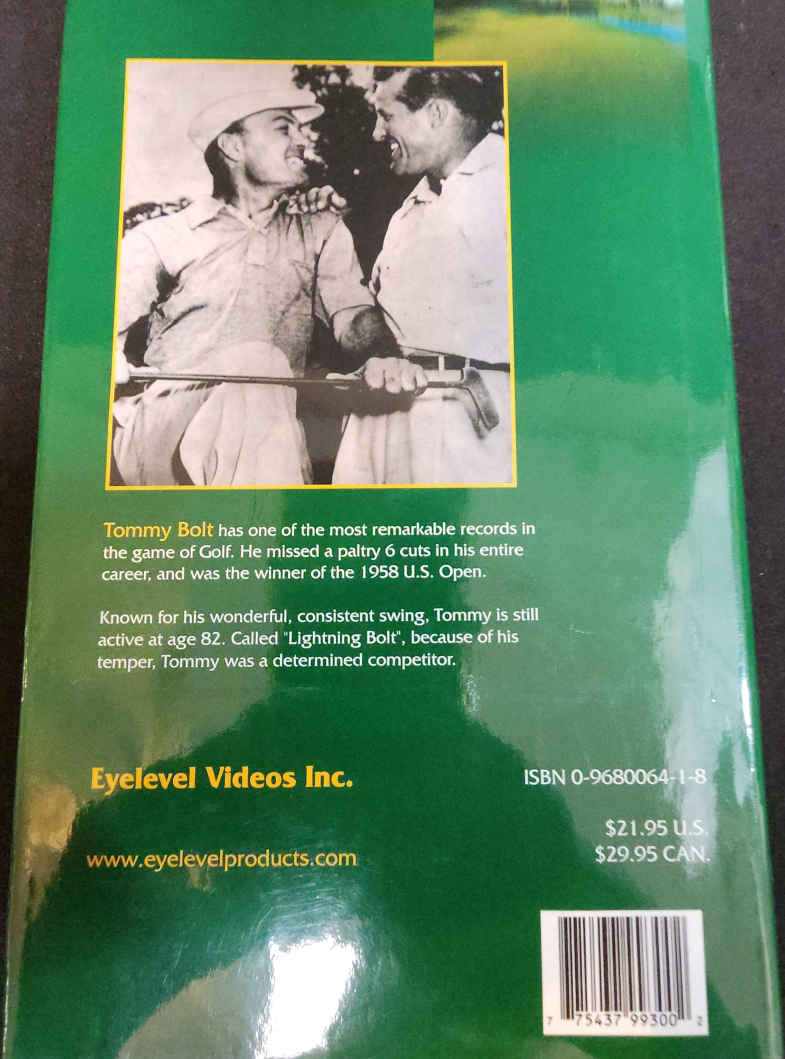 Tommy Bolt has one of the most remarkable records in
the game of Golf. He missed a paltry 6 cuts in his entire
career, and was the winner of the 1958 U.S. Open.
Known for his wonderful, consistent swing, Tommy is still
active at age 82. Called "Lightning Bolt", because of his
temper, Tommy was a determined competitor.
Eyelevel Videos Inc.
ISBN 0-9680064-1-8
$21.95 U.S.
$29.95 CAN.
www.eyelevelproducts.com
7 75437 99300 2